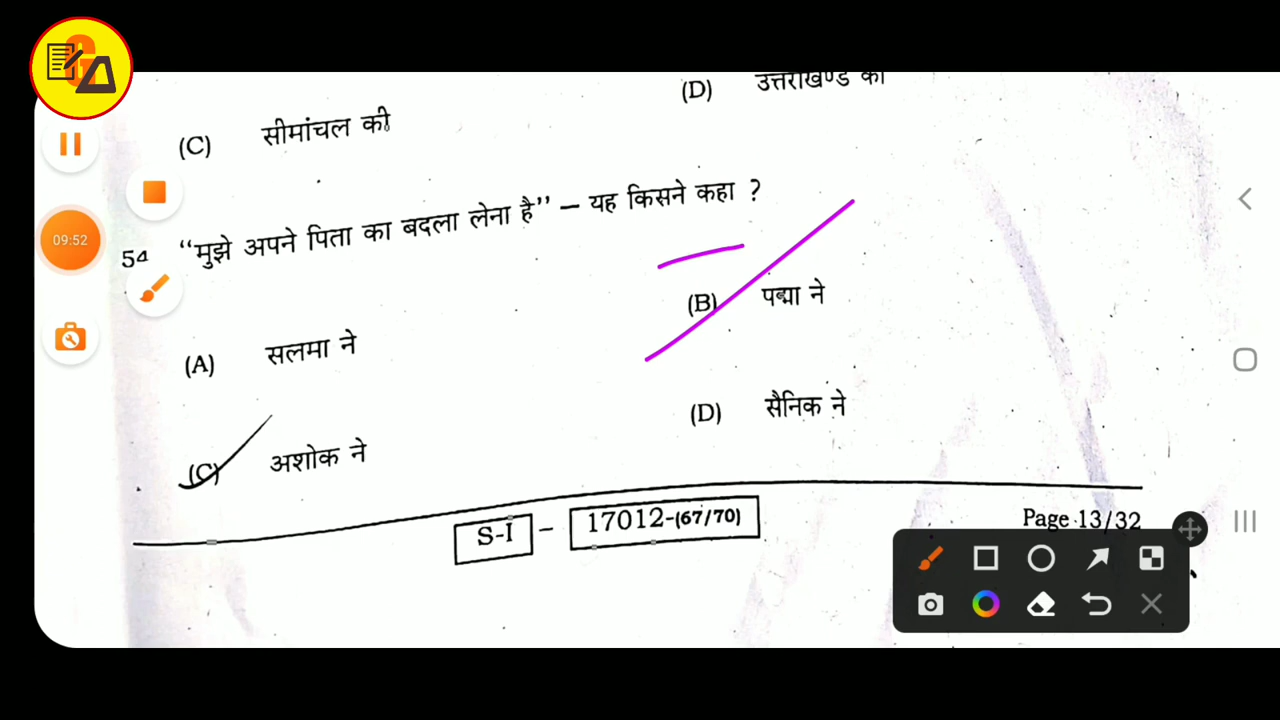 (D) उत्तराखण्ड की
(C) सीमांचल की
54 “मुझे अपने पिता का बदला लेना है” – यह किसने कहा ?
(A) सलमा ने
(B) पद्मा ने
(C) अशोक ने
(D) सैनिक ने
S-I – 17012-(67/70)
Page 13/32
09:52